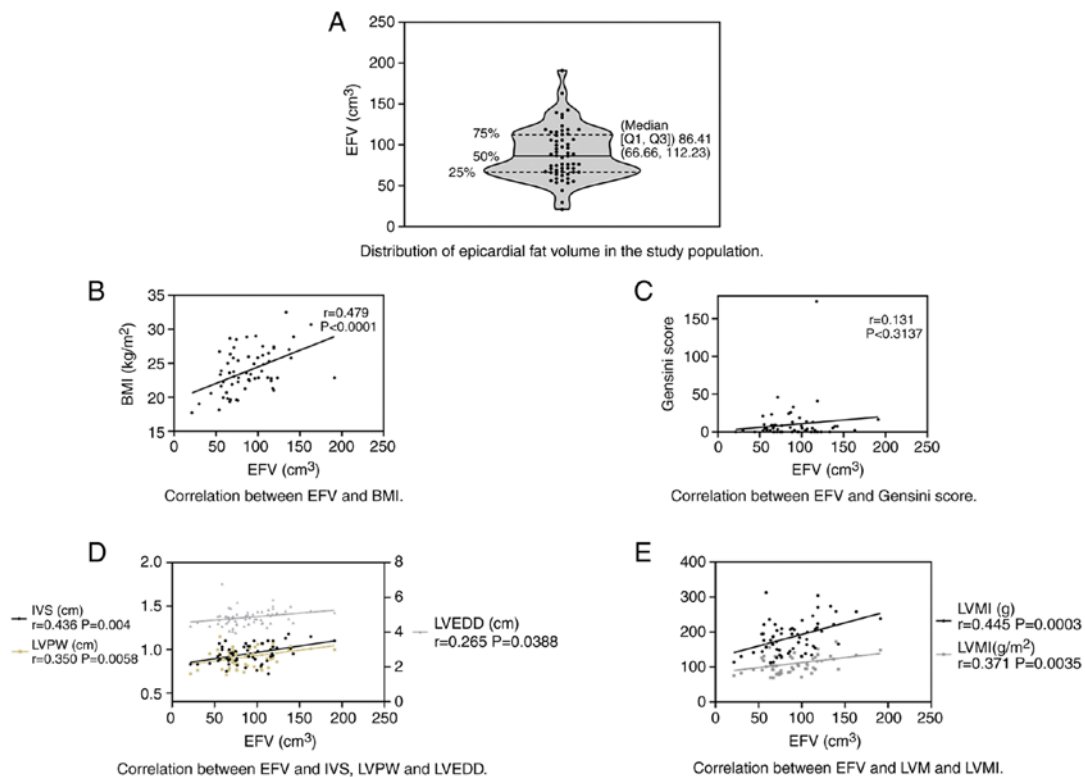 A
250
200
150
100
50
0
EFV (cm3)
75%
50%
25%
(Median
[Q1, Q3]) 86.41
(66.66, 112.23)
Distribution of epicardial fat volume in the study population.
B
35
30
25
20
15
BMI (kg/m2)
r=0.479
P<0.0001
0 50 100 150 200 250
EFV (cm3)
Correlation between EFV and BMI.
C
150
100
50
0
Gensini score
r=0.131
P<0.3137
0 50 100 150 200 250
EFV (cm3)
Correlation between EFV and Gensini score.
D
IVS (cm)
r=0.436 P=0.004
LVPW (cm)
r=0.350 P=0.0058
2.0
1.5
1.0
0.5
8
6
4
2
0
LVEDD (cm)
r=0.265 P=0.0388
0 50 100 150 200 250
EFV (cm3)
Correlation between EFV and IVS, LVPW and LVEDD.
E
400
300
200
100
0
LVMI (g)
r=0.445 P=0.0003
LVMI(g/m2)
r=0.371 P=0.0035
0 50 100 150 200 250
EFV (cm3)
Correlation between EFV and LVM and LVMI.